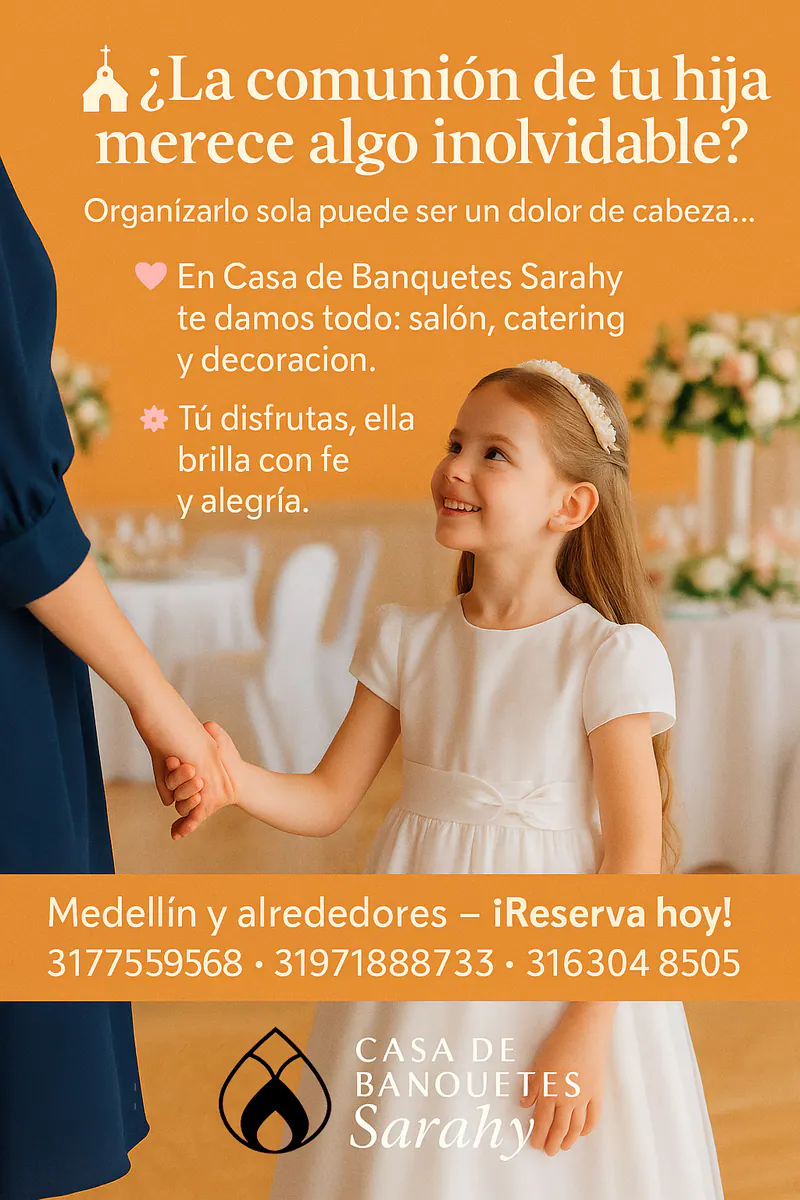 ¿La comunión de tu hija
merece algo inolvidable?
Organízarlo sola puede ser un dolor de cabeza...
En Casa de Banquetes Sarahy
te damos todo: salón, catering
y decoracion.
Tú disfrutas, ella
brilla con fe
y alegría.
Medellín y alrededores – ¡Reserva hoy!
3177559568 • 31971888733 • 316304 8505
CASA DE
BANQUETES
Sarahy